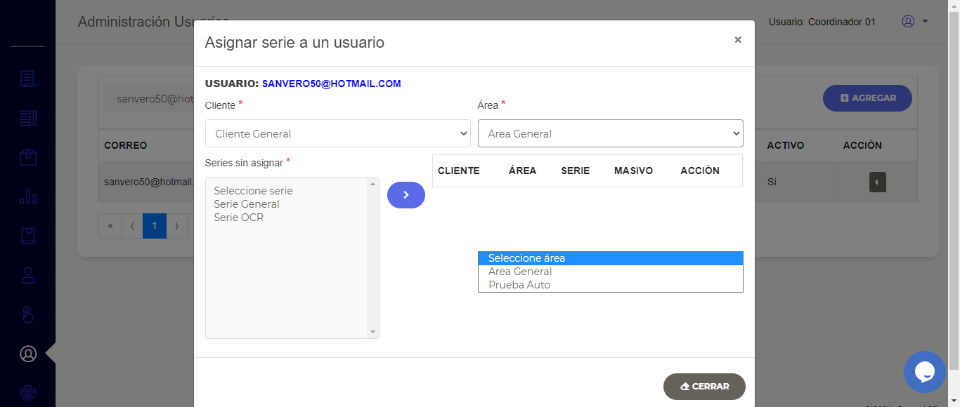 Administración Usuarios
Usuario: Coordinador 01
Asignar serie a un usuario
×
USUARIO: SANVERO50@HOTMAIL.COM
Cliente *
Área *
Cliente General
Area General
sanvero50@hot
AGREGAR
Series sin asignar *
CLIENTE ÁREA SERIE MASIVO ACCIÓN
CORREO
ACTIVO
ACCIÓN
Seleccione serie
Serie General
Serie OCR
sanvero50@hotmail.
Si
« ⟨ 1 ⟩
Seleccione área
Area General
Prueba Auto
CERRAR